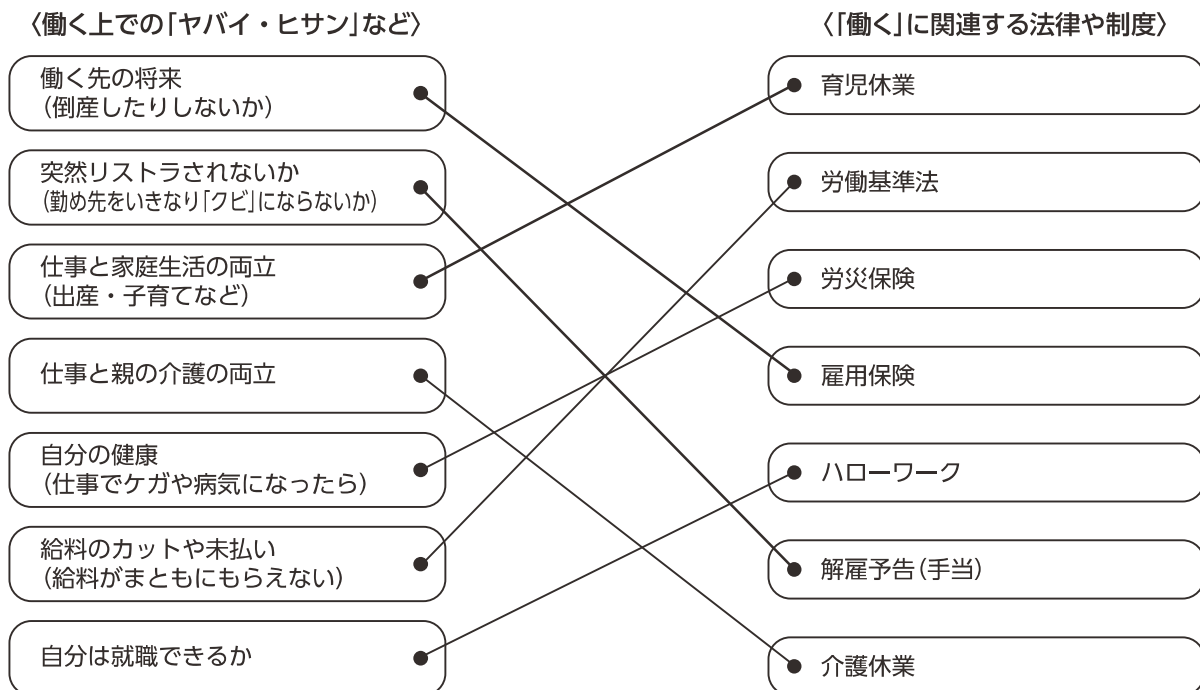 〈働く上での「ヤバイ・ヒサン」など〉
働く先の将来
（倒産したりしないか）
突然リストラされないか
（勤め先をいきなり「クビ」にならないか）
仕事と家庭生活の両立
（出産・子育てなど）
仕事と親の介護の両立
自分の健康
（仕事でケガや病気になったら）
給料のカットや未払い
（給料がまともにもらえない）
自分は就職できるか
〈「働く」に関連する法律や制度〉
育児休業
労働基準法
労災保険
雇用保険
ハローワーク
解雇予告（手当）
介護休業